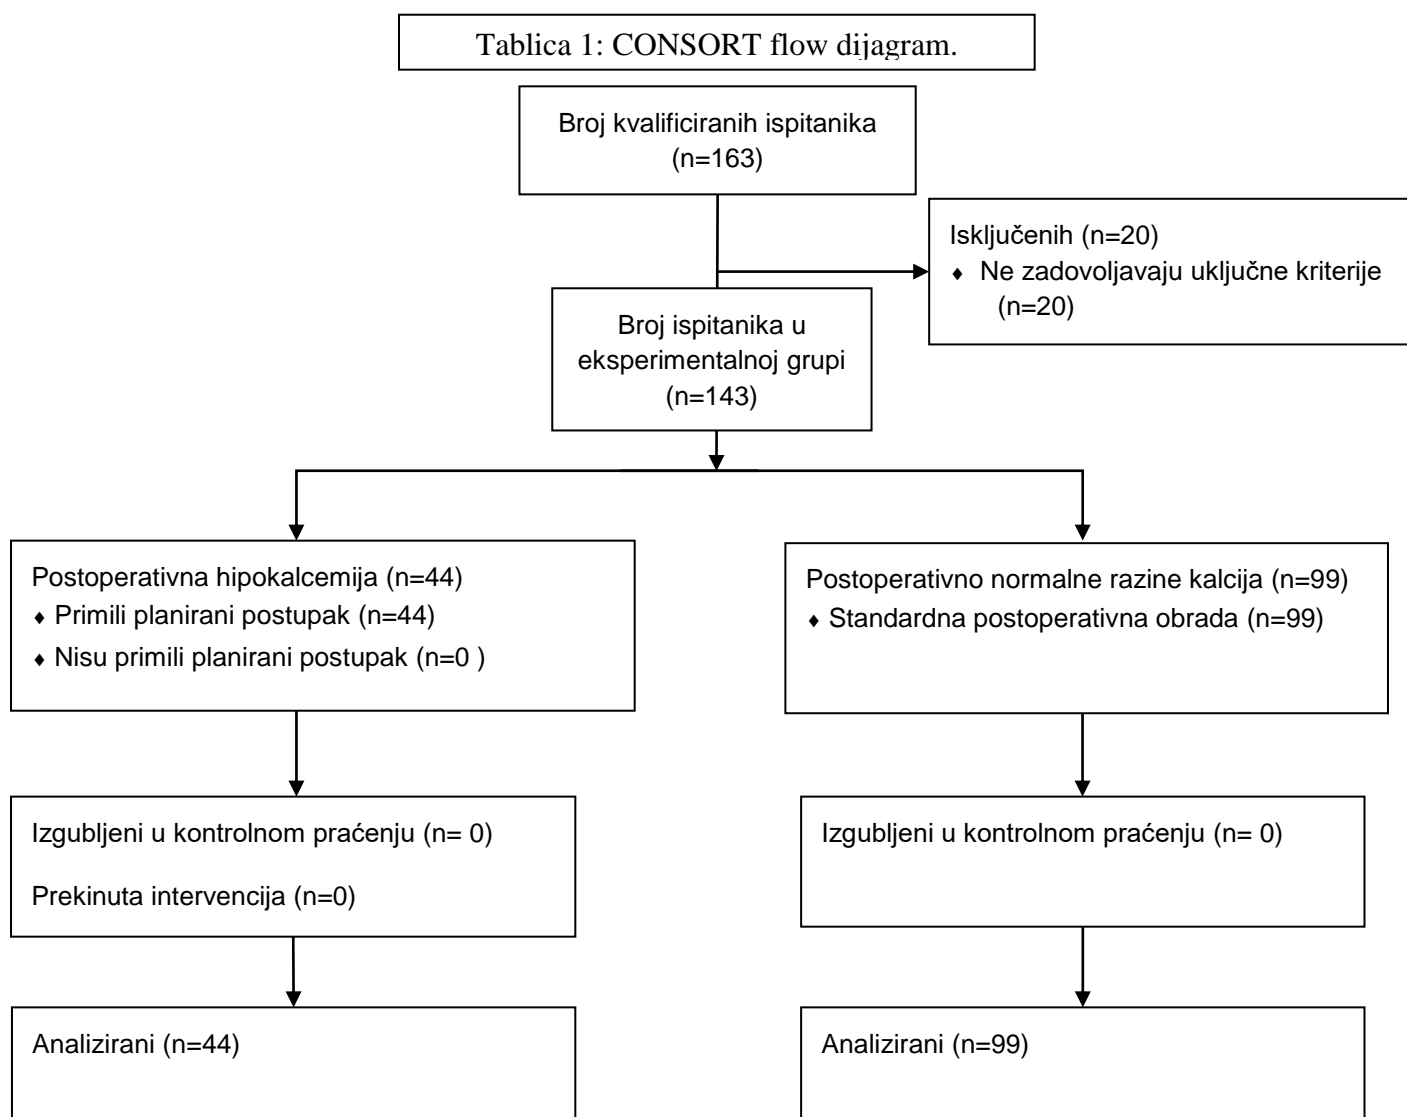 Tablica 1: CONSORT flow dijagram.
Broj kvalificiranih ispitanika
(n=163)
Isključenih (n=20)
♦ Ne zadovoljavaju uključne kriterije
(n=20)
Broj ispitanika u
eksperimentalnoj grupi
(n=143)
Postoperativna hipokalcemija (n=44)
♦ Primili planirani postupak (n=44)
♦ Nisu primili planirani postupak (n=0 )
Postoperativno normalne razine kalcija (n=99)
♦ Standardna postoperativna obrada (n=99)
Izgubljeni u kontrolnom praćenju (n= 0)
Prekinuta intervencija (n=0)
Izgubljeni u kontrolnom praćenju (n= 0)
Analizirani (n=44)
Analizirani (n=99)